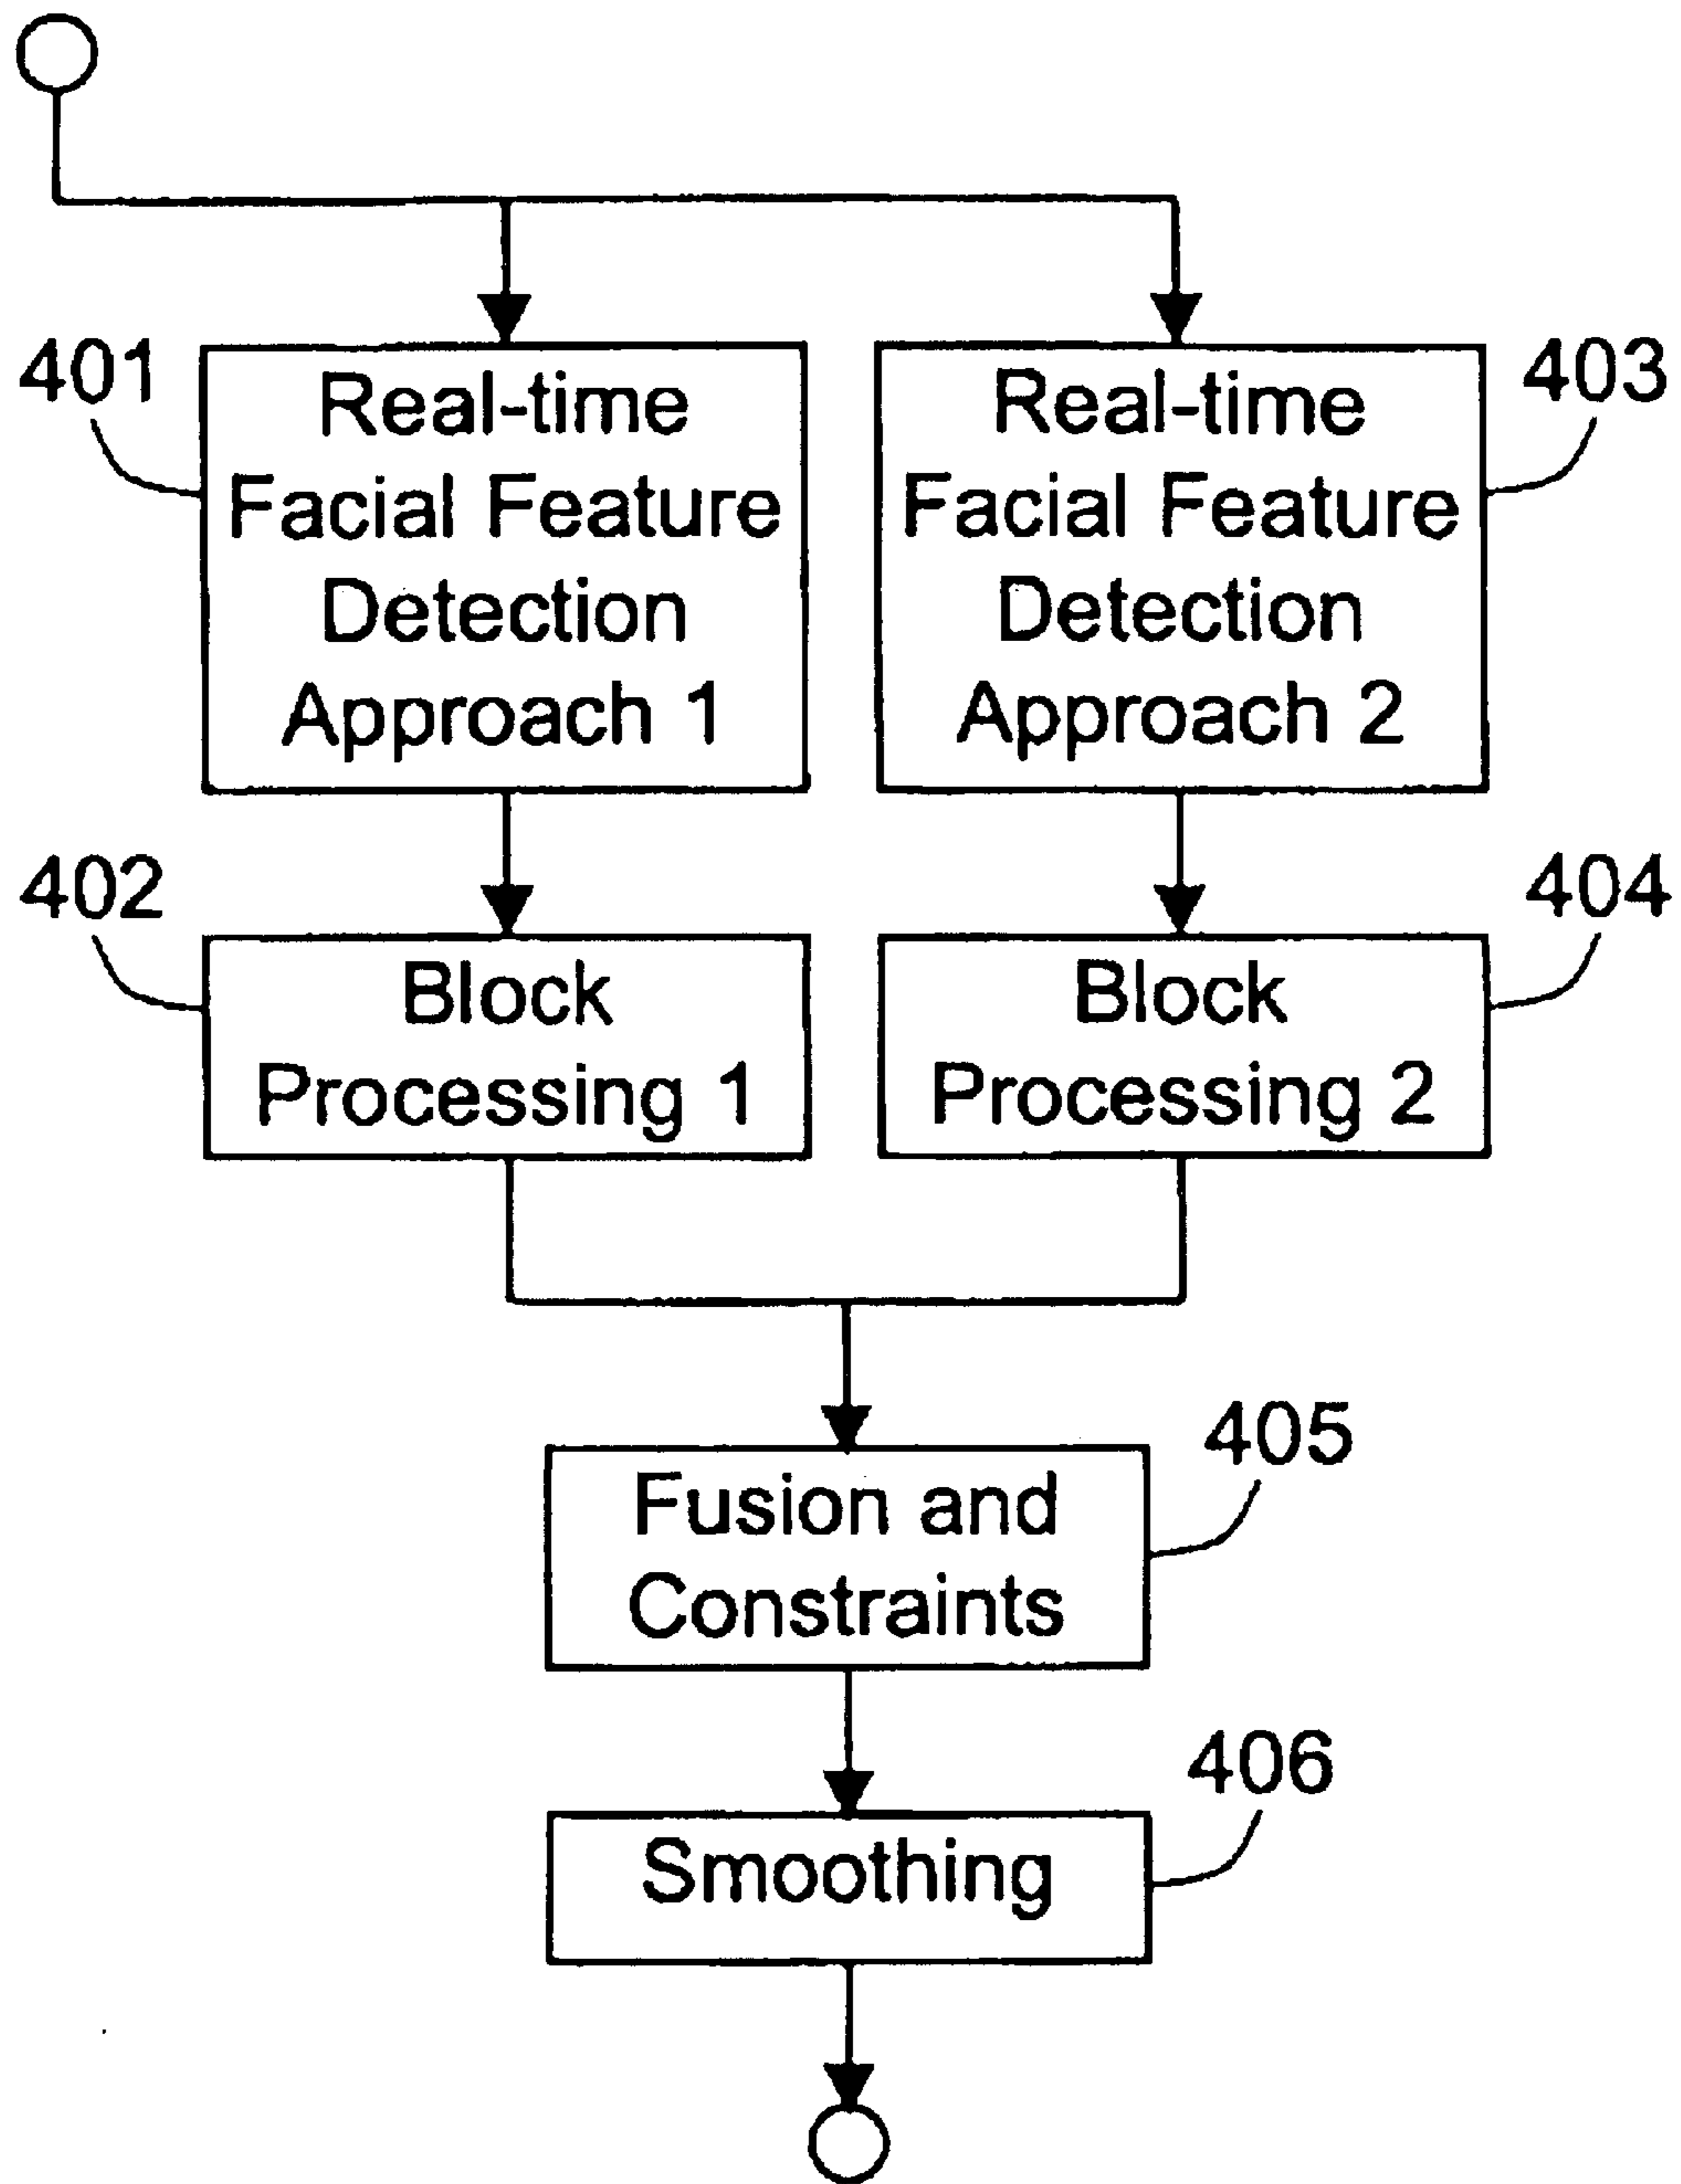 401
Real-time
Facial Feature
Detection
Approach 1
403
Real-time
Facial Feature
Detection
Approach 2
402
Block
Processing 1
404
Block
Processing 2
405
Fusion and
Constraints
406
Smoothing